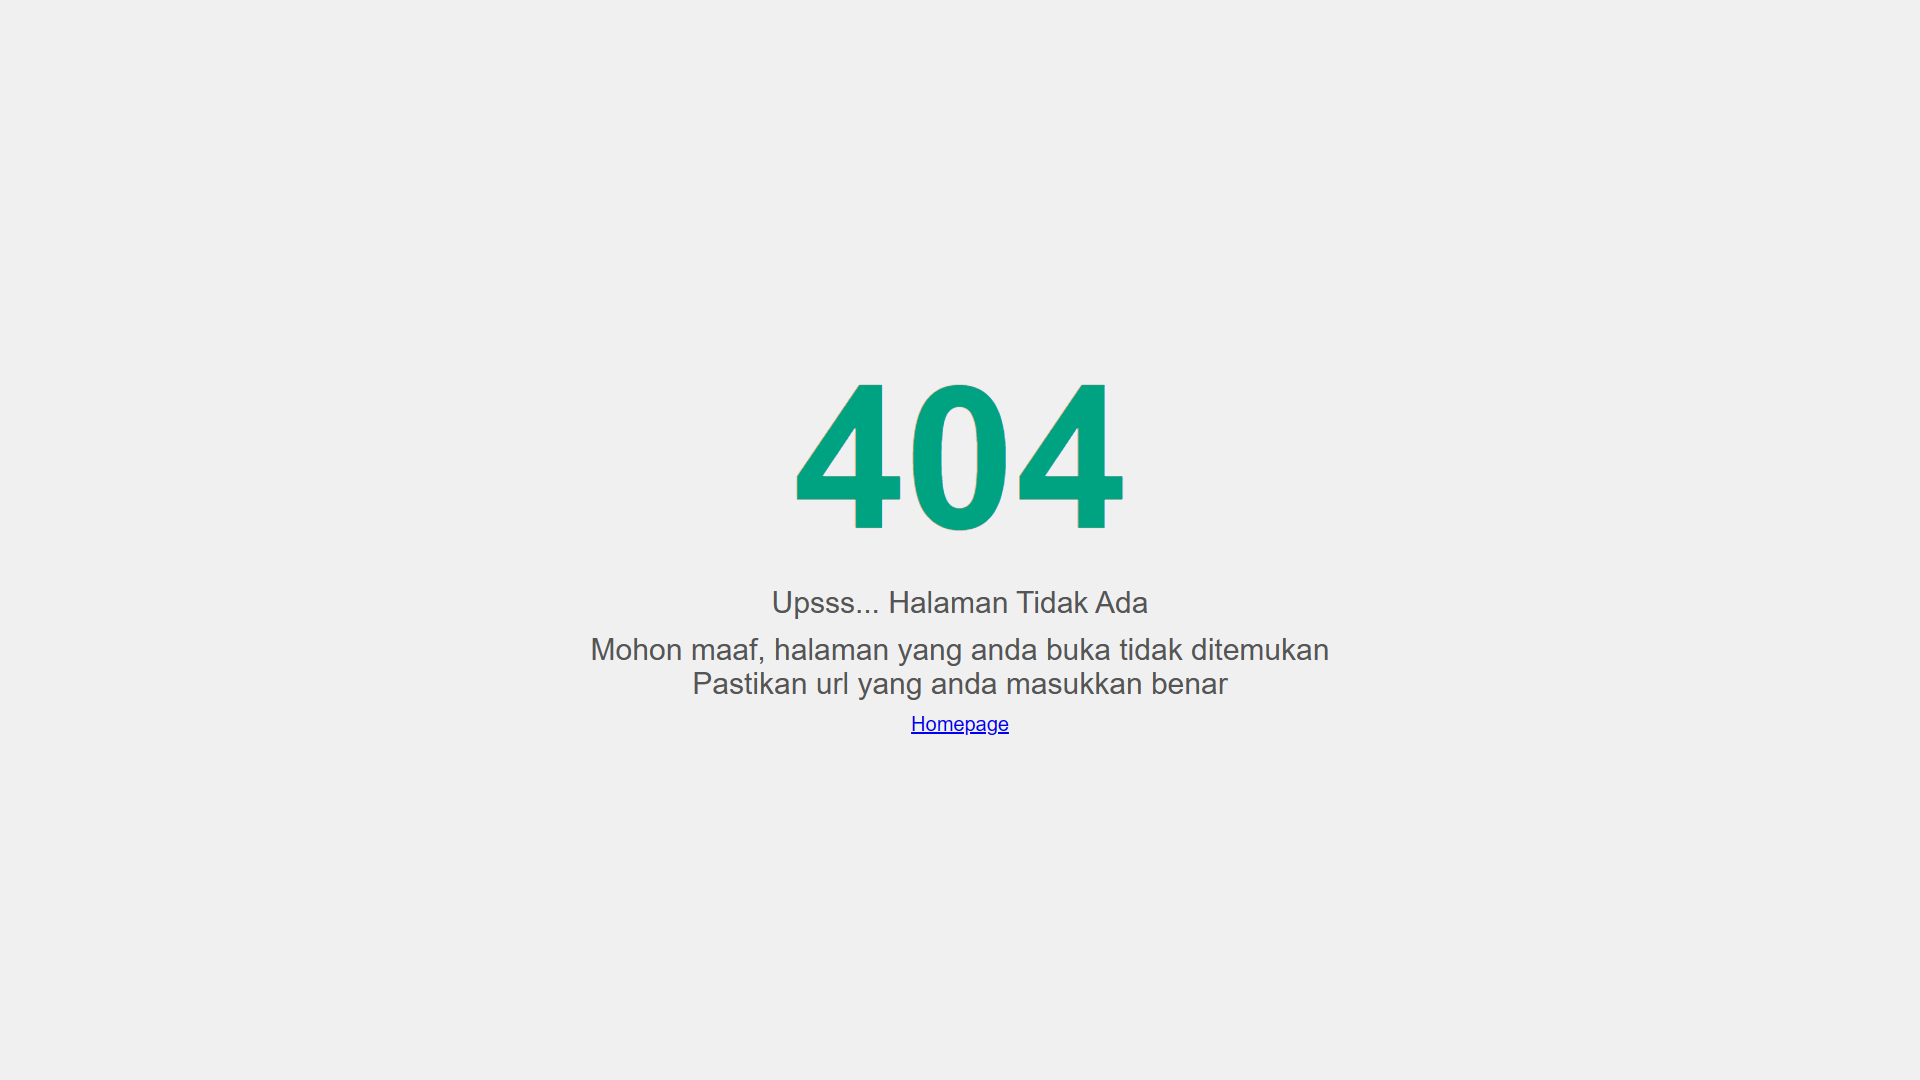 404
Upsss... Halaman Tidak Ada
Mohon maaf, halaman yang anda buka tidak ditemukan
Pastikan url yang anda masukkan benar
Homepage